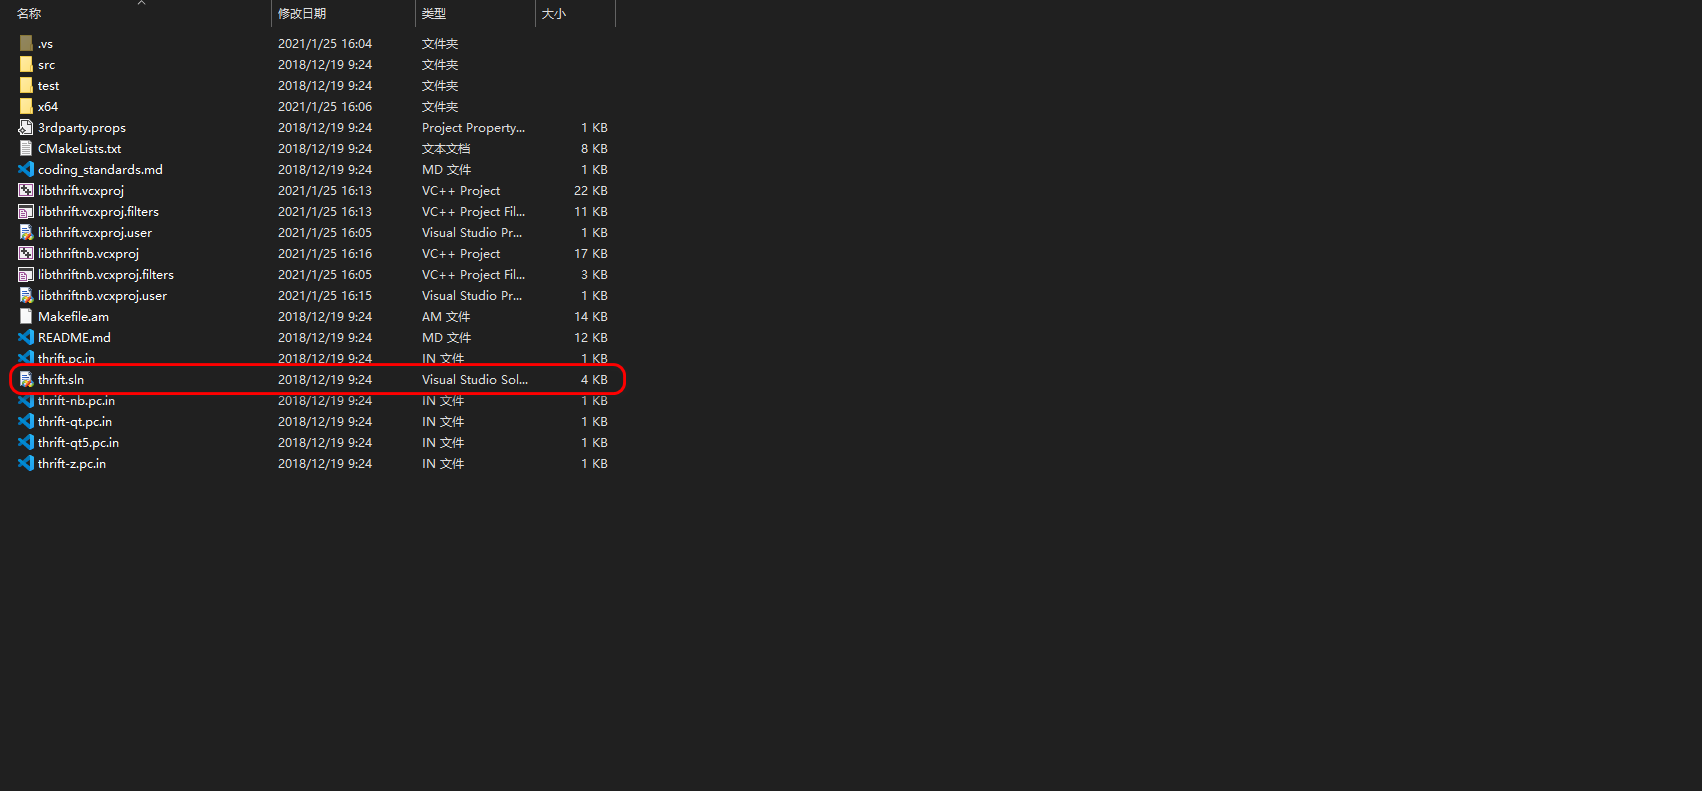 名称 修改日期 类型 大小
.vs 2021/1/25 16:04 文件夹
src 2018/12/19 9:24 文件夹
test 2018/12/19 9:24 文件夹
x64 2021/1/25 16:06 文件夹
3rdparty.props 2018/12/19 9:24 Project Property... 1 KB
CMakeLists.txt 2018/12/19 9:24 文本文档 8 KB
coding_standards.md 2018/12/19 9:24 MD 文件 1 KB
libthrift.vcxproj 2021/1/25 16:13 VC++ Project 22 KB
libthrift.vcxproj.filters 2021/1/25 16:13 VC++ Project Fil... 11 KB
libthrift.vcxproj.user 2021/1/25 16:05 Visual Studio Pr... 1 KB
libthriftnb.vcxproj 2021/1/25 16:16 VC++ Project 17 KB
libthriftnb.vcxproj.filters 2021/1/25 16:05 VC++ Project Fil... 3 KB
libthriftnb.vcxproj.user 2021/1/25 16:15 Visual Studio Pr... 1 KB
Makefile.am 2018/12/19 9:24 AM 文件 14 KB
README.md 2018/12/19 9:24 MD 文件 12 KB
thrift.pc.in 2018/12/19 9:24 IN 文件 1 KB
thrift.sln 2018/12/19 9:24 Visual Studio Sol... 4 KB
thrift-nb.pc.in 2018/12/19 9:24 IN 文件 1 KB
thrift-qt.pc.in 2018/12/19 9:24 IN 文件 1 KB
thrift-qt5.pc.in 2018/12/19 9:24 IN 文件 1 KB
thrift-z.pc.in 2018/12/19 9:24 IN 文件 1 KB